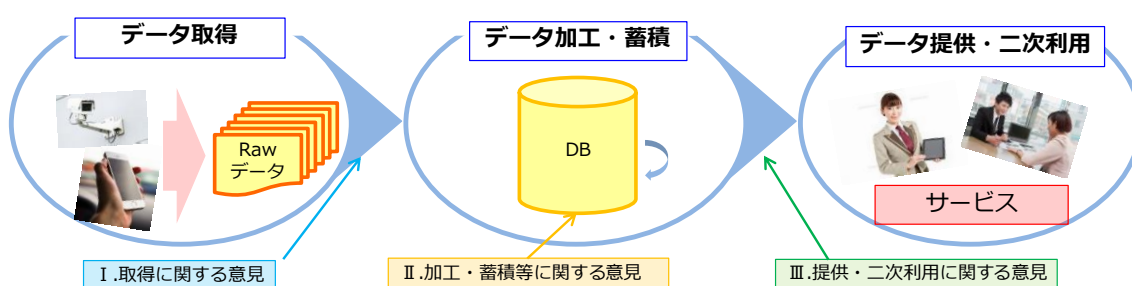 データ取得
データ加工・蓄積
データ提供・二次利用
Raw
データ
DB
サービス
Ⅰ.取得に関する意見
Ⅱ.加工・蓄積等に関する意見
Ⅲ.提供・二次利用に関する意見